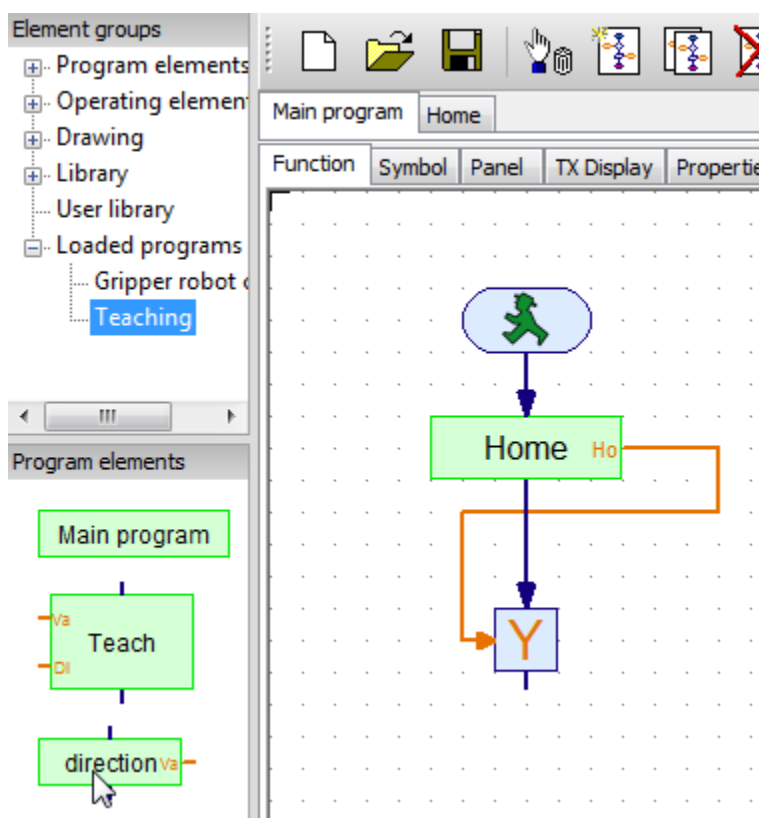 Element groups
Program elements
Operating elemen
Drawing
Library
User library
Loaded programs
Gripper robot
Teaching
Program elements
Main program
Va
Teach
DI
direction Va
Main program Home
Function Symbol Panel TX Display Propertie
Home Ho
Y